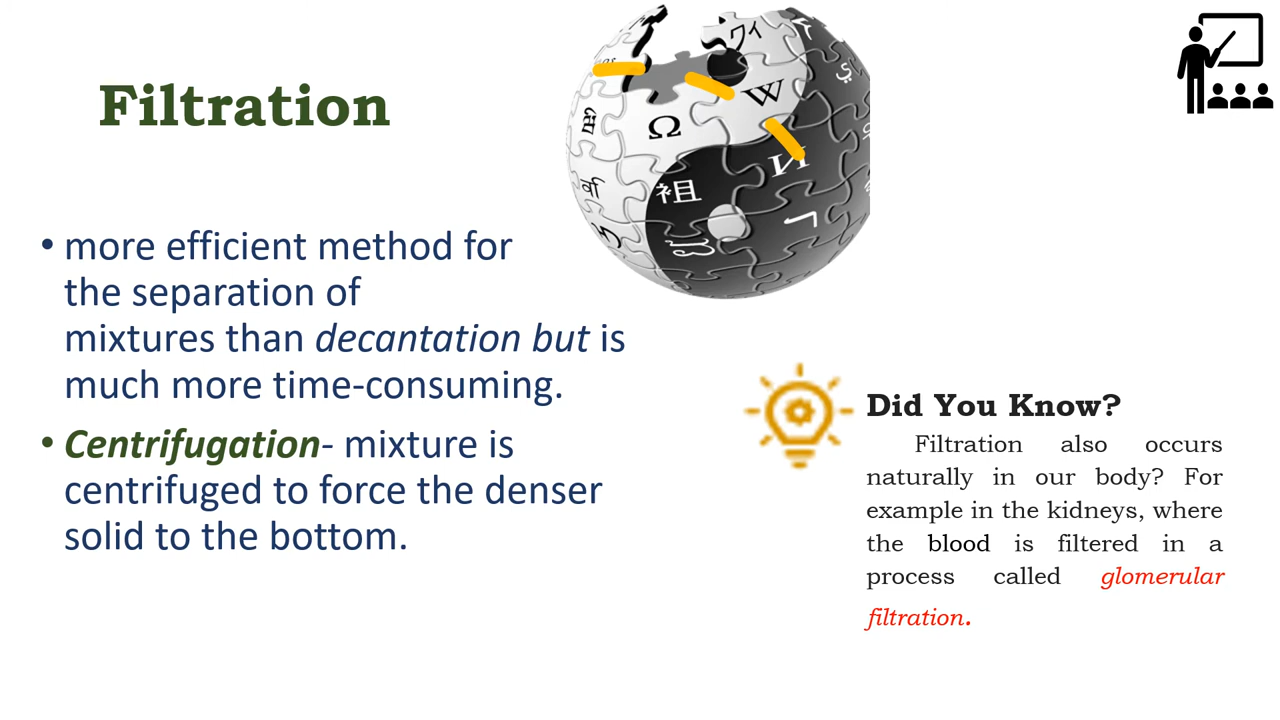 Filtration
• more efficient method for
the separation of
mixtures than decantation but is
much more time-consuming.
• Centrifugation- mixture is
centrifuged to force the denser
solid to the bottom.
Ω
W
И
祖
Did You Know?
Filtration also occurs
naturally in our body? For
example in the kidneys, where
the blood is filtered in a
process called glomerular
filtration.